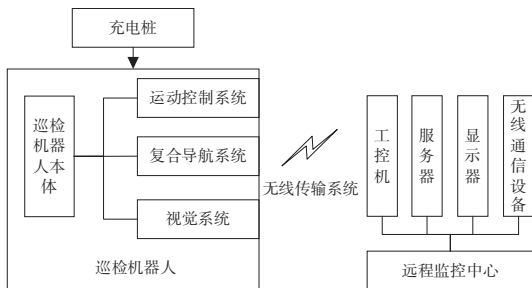 充电桩
巡检机器人本体
运动控制系统
复合导航系统
视觉系统
巡检机器人
无线传输系统
工控机
服务器
显示器
无线通信设备
远程监控中心